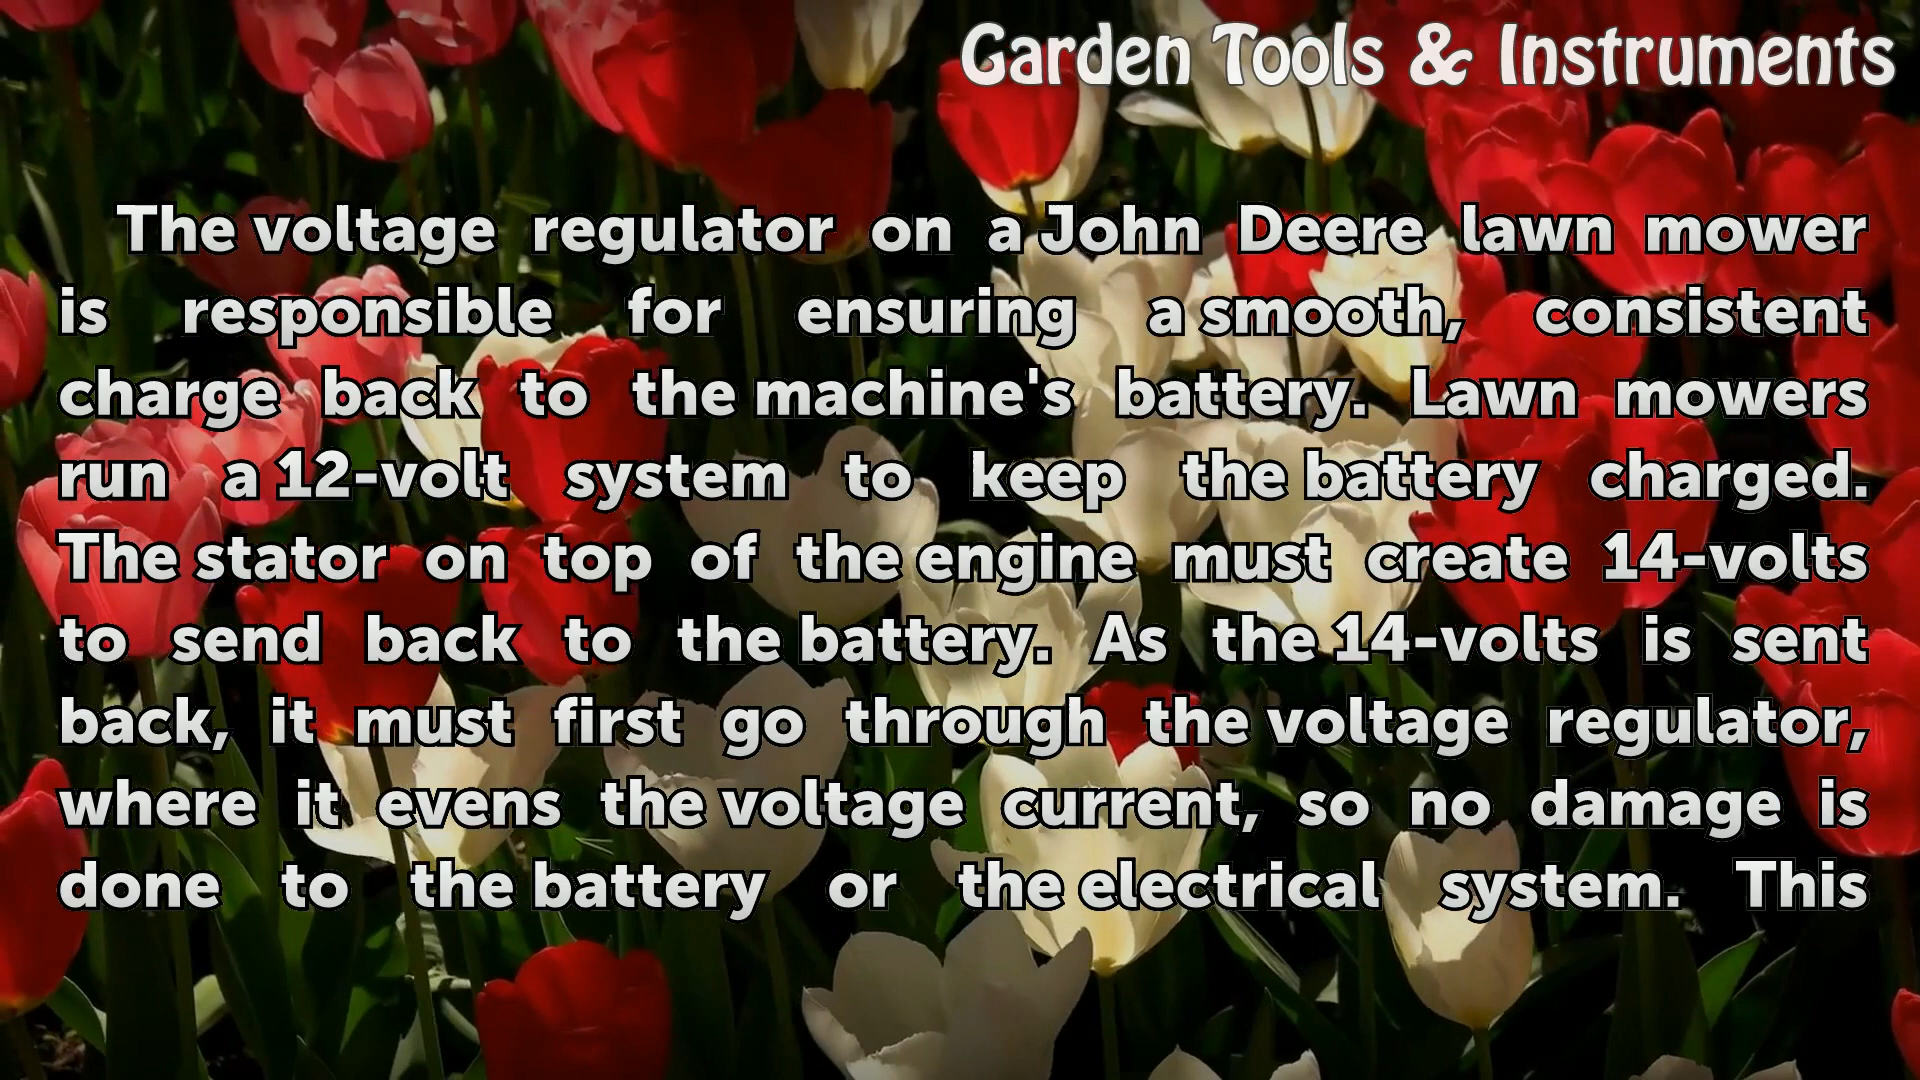 Garden Tools & Instruments
The voltage regulator on a John Deere lawn mower
is responsible for ensuring a smooth, consistent
charge back to the machine's battery. Lawn mowers
run a 12-volt system to keep the battery charged.
The stator on top of the engine must create 14-volts
to send back to the battery. As the 14-volts is sent
back, it must first go through the voltage regulator,
where it evens the voltage current, so no damage is
done to the battery or the electrical system. This